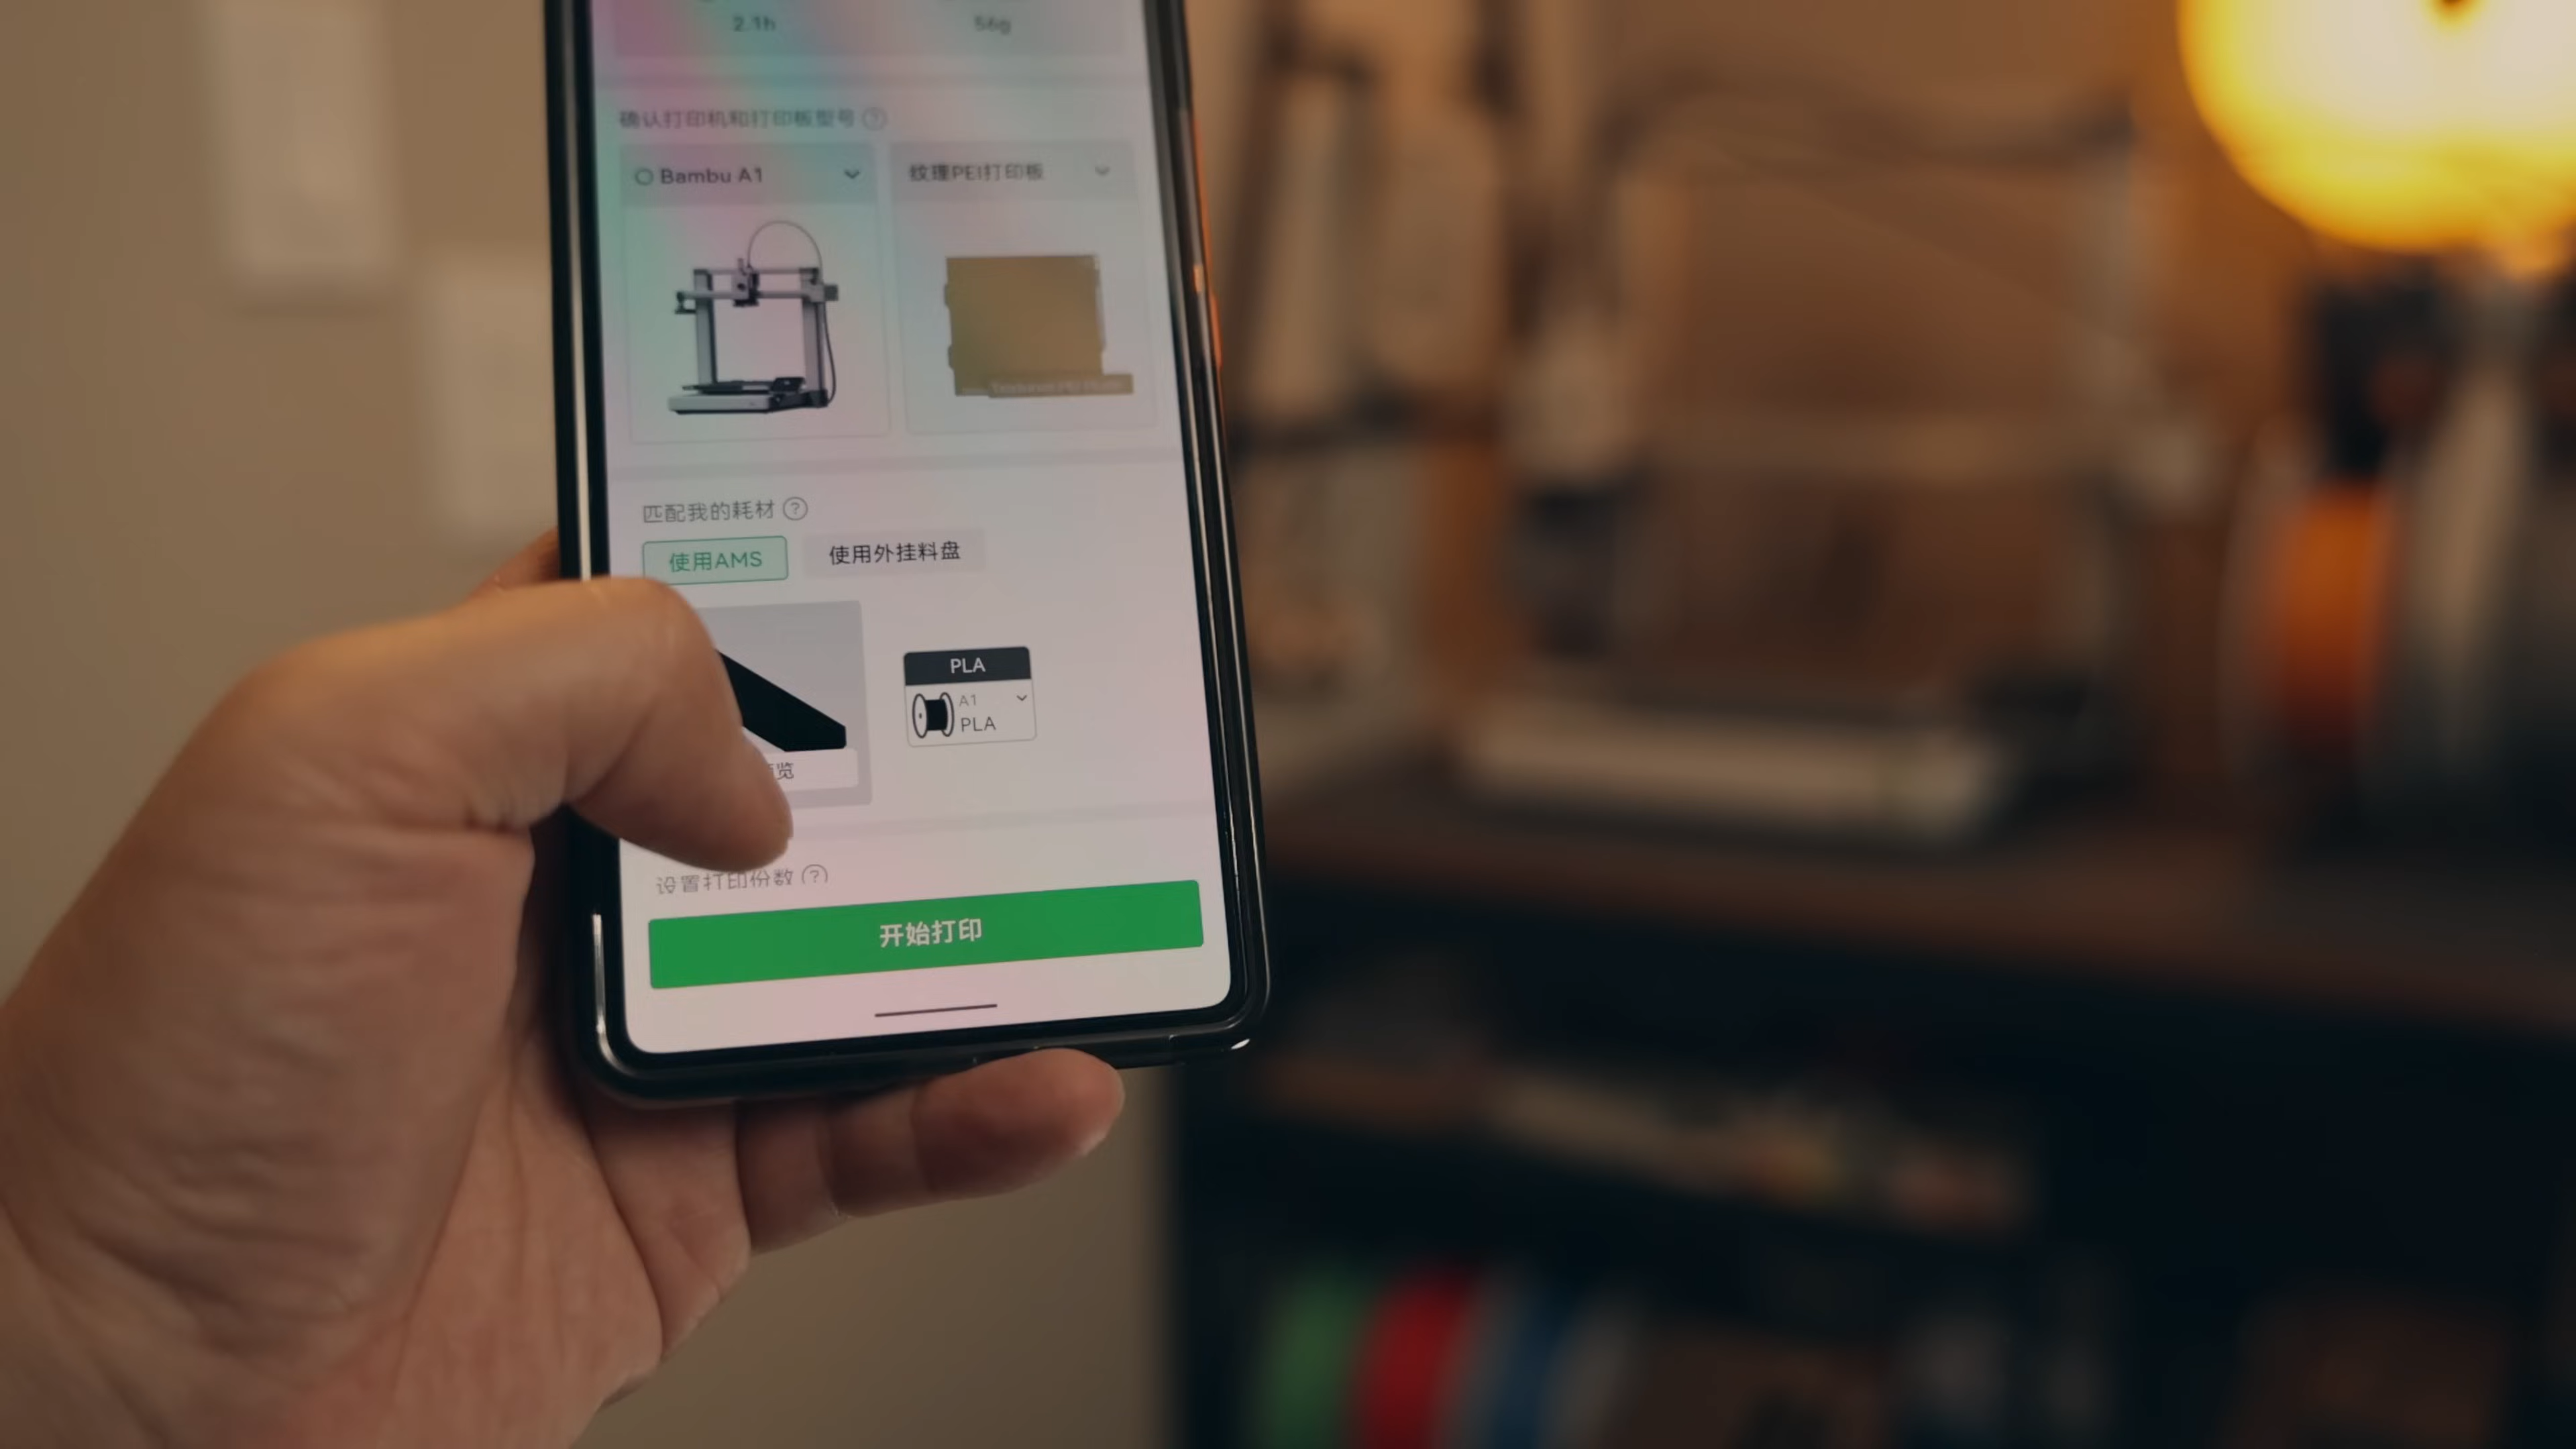 2.1h
56g
确认打印机和打印板型号 ?
Bambu A1
纹理PEI打印板
匹配我的耗材 ?
使用AMS
使用外挂料盘
PLA
A1
PLA
览
设置打印份数 ?
开始打印